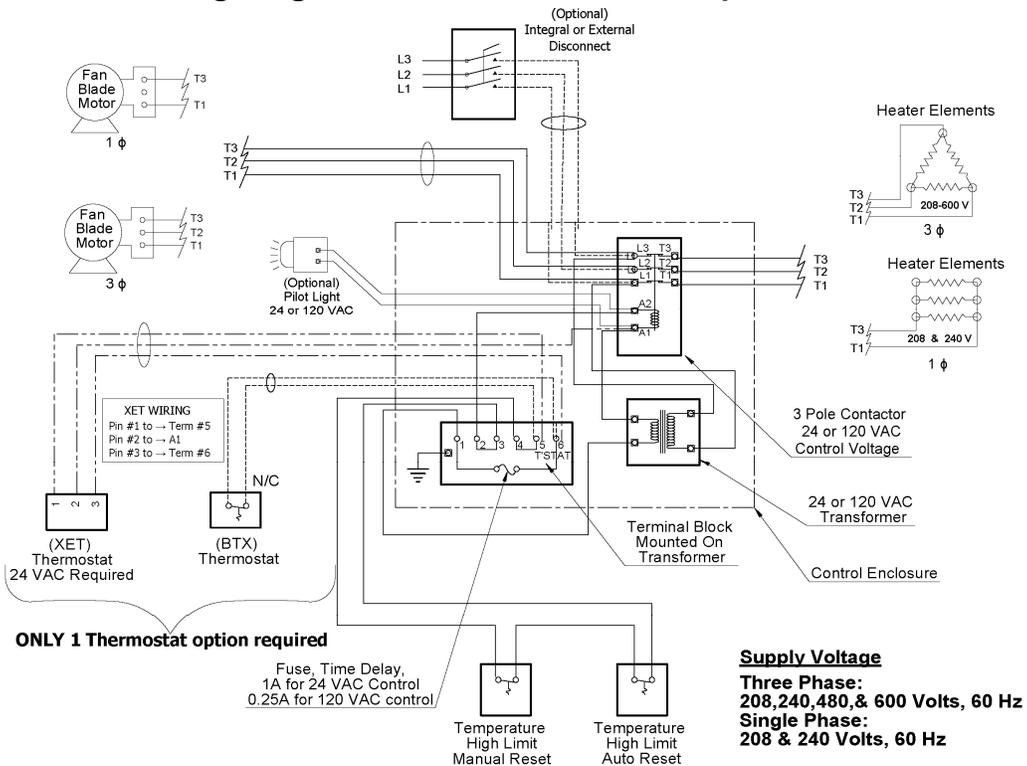 (Optional)
Integral or External
Disconnect
L3
L2
L1
Fan
Blade
Motor
T3
T1
1 ϕ
T3
T2
T1
Fan
Blade
Motor
T3
T2
T1
3 ϕ
(Optional)
Pilot Light
24 or 120 VAC
L3 T3
L2 T2
L1 T1
A2
A1
T3
T2
T1
Heater Elements
T3
T2
T1
208-600 V
3 ϕ
Heater Elements
T3
T1
208 & 240 V
1 ϕ
XET WIRING
Pin #1 to → Term #5
Pin #2 to → A1
Pin #3 to → Term #6
1 2 3 4 5 6
T'STAT
3 Pole Contactor
24 or 120 VAC
Control Voltage
24 or 120 VAC
Transformer
Terminal Block
Mounted On
Transformer
Control Enclosure
1 2 3
(XET)
Thermostat
24 VAC Required
N/C
(BTX)
Thermostat
ONLY 1 Thermostat option required
Fuse, Time Delay,
1A for 24 VAC Control
0.25A for 120 VAC control
Temperature
High Limit
Manual Reset
Temperature
High Limit
Auto Reset
Supply Voltage
Three Phase:
208,240,480,& 600 Volts, 60 Hz
Single Phase:
208 & 240 Volts, 60 Hz